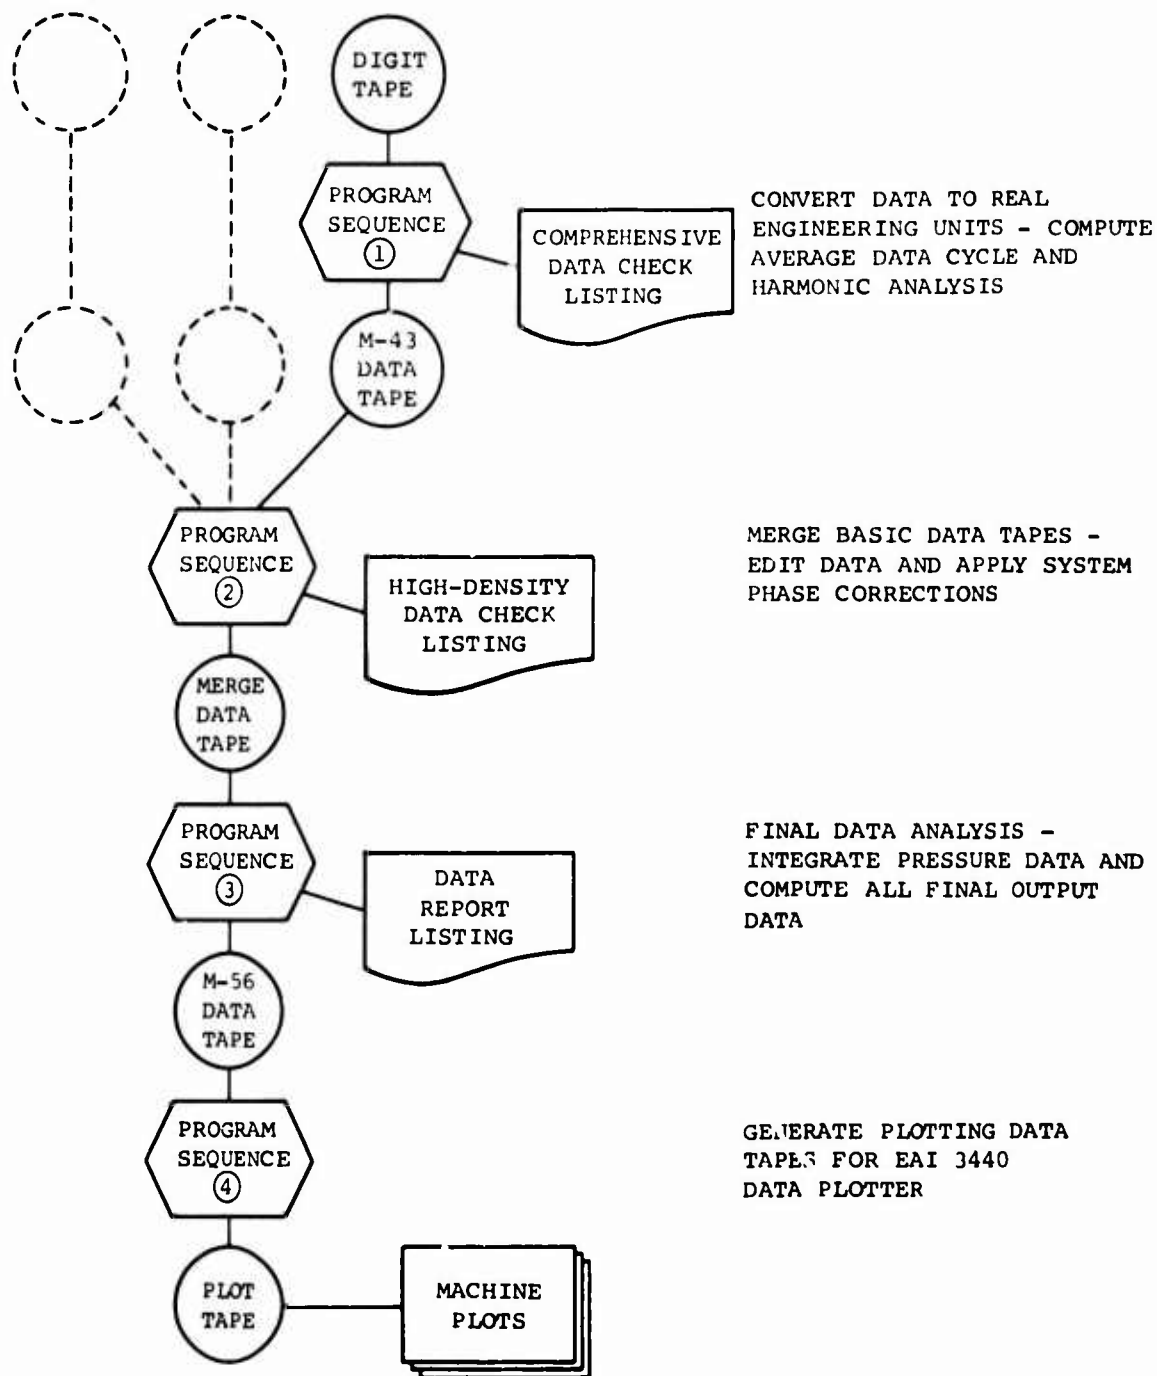 DIGIT
TAPE
PROGRAM
SEQUENCE
1
COMPREHENSIVE
DATA CHECK
LISTING
CONVERT DATA TO REAL
ENGINEERING UNITS - COMPUTE
AVERAGE DATA CYCLE AND
HARMONIC ANALYSIS
M-43
DATA
TAPE
PROGRAM
SEQUENCE
2
HIGH-DENSITY
DATA CHECK
LISTING
MERGE BASIC DATA TAPES -
EDIT DATA AND APPLY SYSTEM
PHASE CORRECTIONS
MERGE
DATA
TAPE
PROGRAM
SEQUENCE
3
DATA
REPORT
LISTING
FINAL DATA ANALYSIS -
INTEGRATE PRESSURE DATA AND
COMPUTE ALL FINAL OUTPUT
DATA
M-56
DATA
TAPE
PROGRAM
SEQUENCE
4
GENERATE PLOTTING DATA
TAPES FOR EAI 3440
DATA PLOTTER
PLOT
TAPE
MACHINE
PLOTS